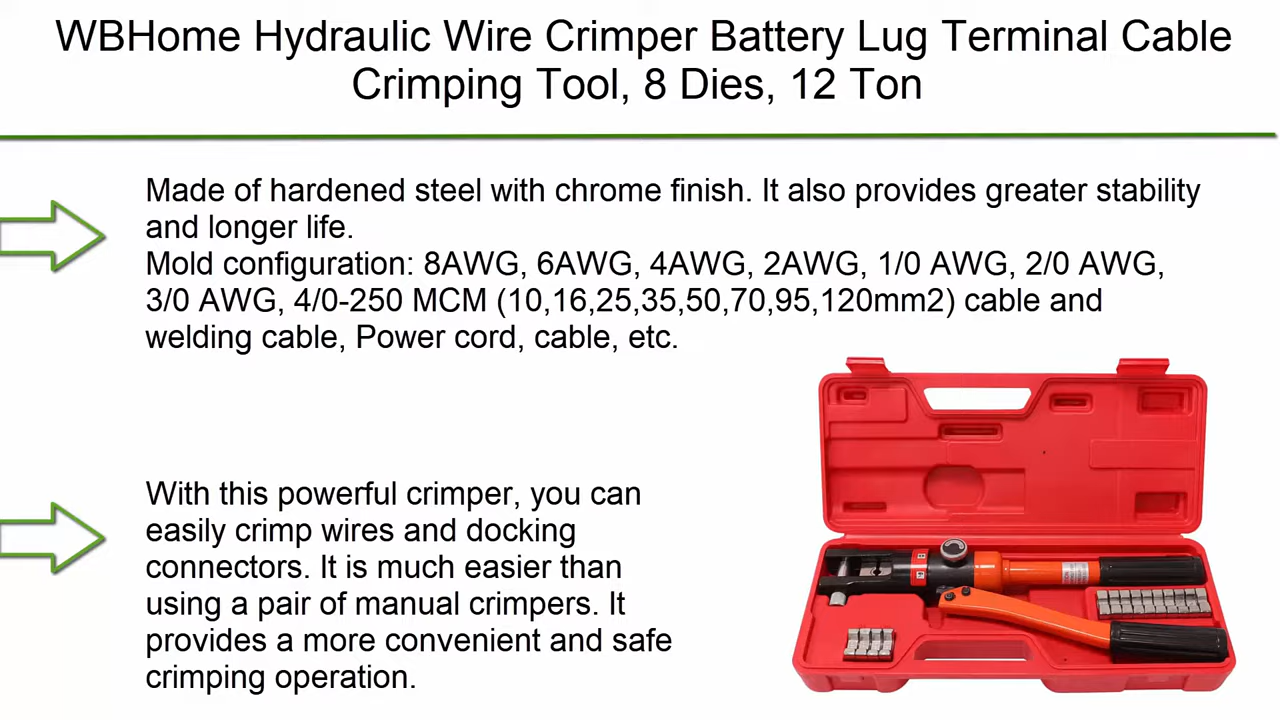 WBHome Hydraulic Wire Crimper Battery Lug Terminal Cable
Crimping Tool, 8 Dies, 12 Ton
Made of hardened steel with chrome finish. It also provides greater stability
and longer life.
Mold configuration: 8AWG, 6AWG, 4AWG, 2AWG, 1/0 AWG, 2/0 AWG,
3/0 AWG, 4/0-250 MCM (10,16,25,35,50,70,95,120mm2) cable and
welding cable, Power cord, cable, etc.
With this powerful crimper, you can
easily crimp wires and docking
connectors. It is much easier than
using a pair of manual crimpers. It
provides a more convenient and safe
crimping operation.